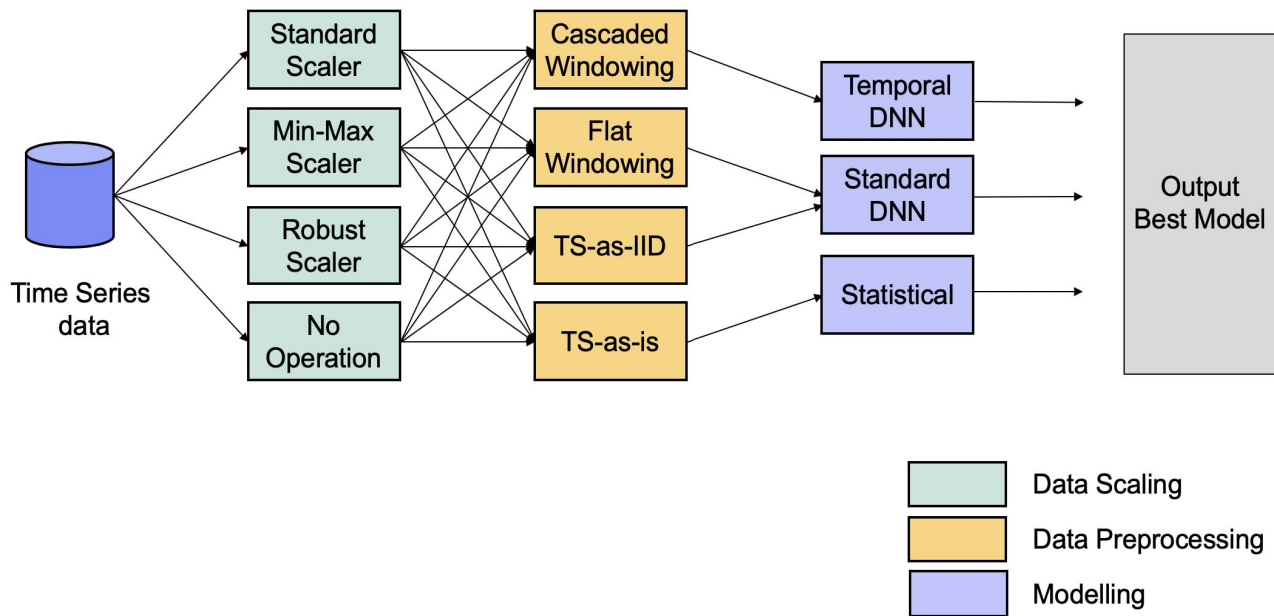 Time Series
data
Standard
Scaler
Min-Max
Scaler
Robust
Scaler
No
Operation
Cascaded
Windowing
Flat
Windowing
TS-as-IID
TS-as-is
Temporal
DNN
Standard
DNN
Statistical
Output
Best Model
Data Scaling
Data Preprocessing
Modelling